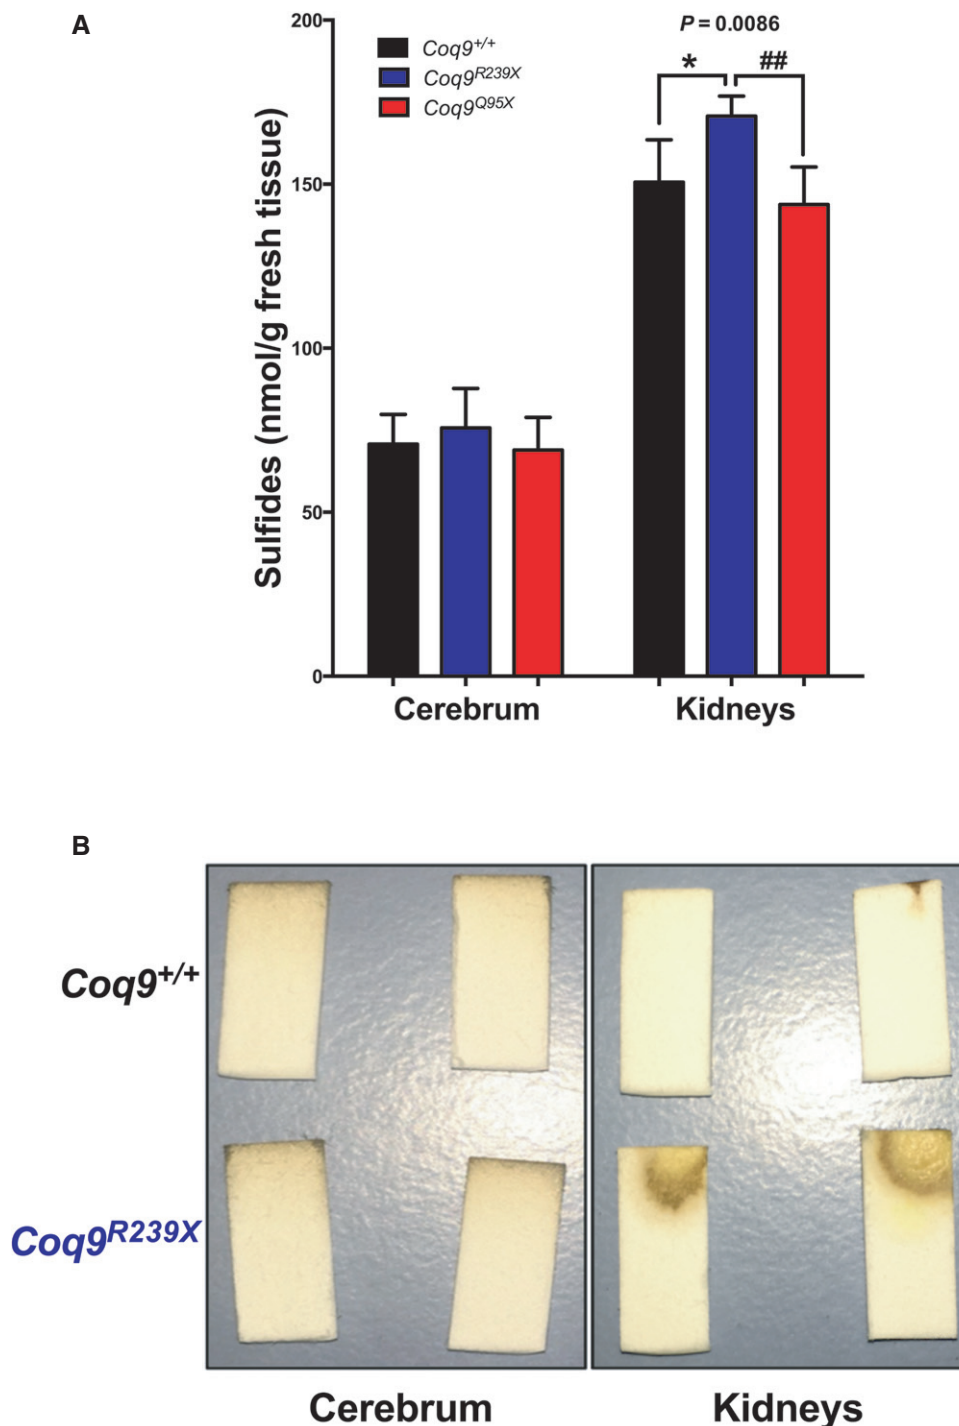 A
200
150
100
50
0
Sulfides (nmol/g fresh tissue)
Coq9+/+
Coq9R239X
Coq9Q95X
P = 0.0086
*
##
Cerebrum
Kidneys
B
Coq9+/+
Coq9R239X
Cerebrum
Kidneys